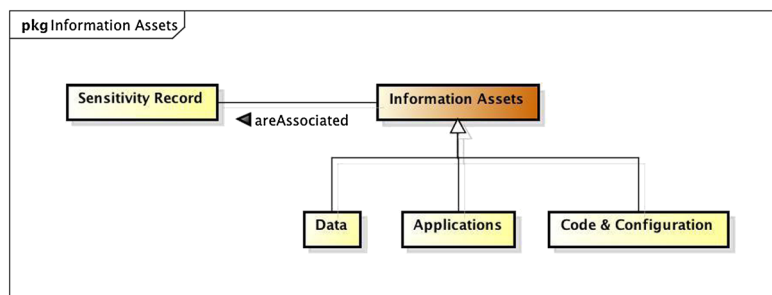 pkg Information Assets
Sensitivity Record
Information Assets
areAssociated
Data
Applications
Code & Configuration